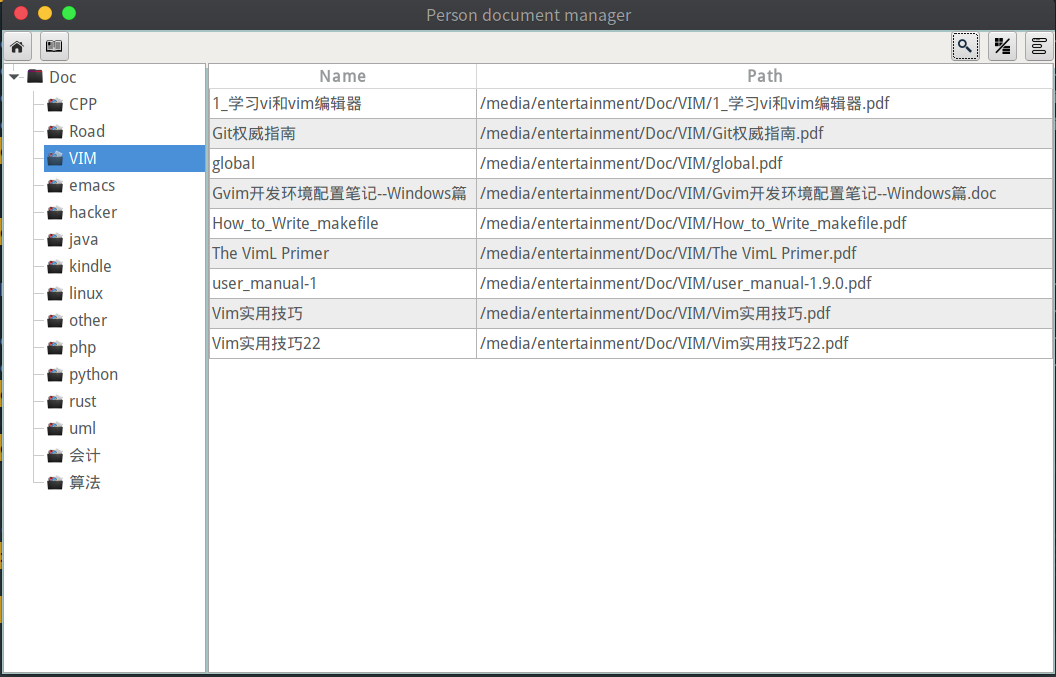 Person document manager
Doc
CPP
Road
VIM
emacs
hacker
java
kindle
linux
other
php
python
rust
uml
会计
算法
Name Path
1_学习vi和vim编辑器 /media/entertainment/Doc/VIM/1_学习vi和vim编辑器.pdf
Git权威指南 /media/entertainment/Doc/VIM/Git权威指南.pdf
global /media/entertainment/Doc/VIM/global.pdf
Gvim开发环境配置笔记--Windows篇 /media/entertainment/Doc/VIM/Gvim开发环境配置笔记--Windows篇.doc
How_to_Write_makefile /media/entertainment/Doc/VIM/How_to_Write_makefile.pdf
The VimL Primer /media/entertainment/Doc/VIM/The VimL Primer.pdf
user_manual-1 /media/entertainment/Doc/VIM/user_manual-1.9.0.pdf
Vim实用技巧 /media/entertainment/Doc/VIM/Vim实用技巧.pdf
Vim实用技巧22 /media/entertainment/Doc/VIM/Vim实用技巧22.pdf